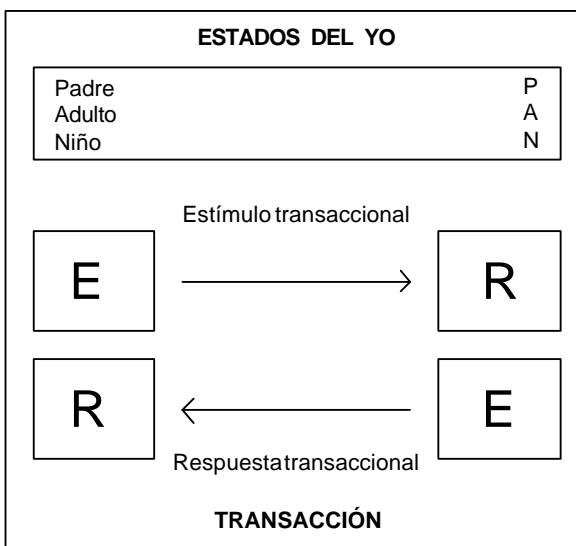 ESTADOS DEL YO
Padre P
Adulto A
Niño N
Estímulo transaccional
E R
R E
Respuesta transaccional
TRANSACCIÓN